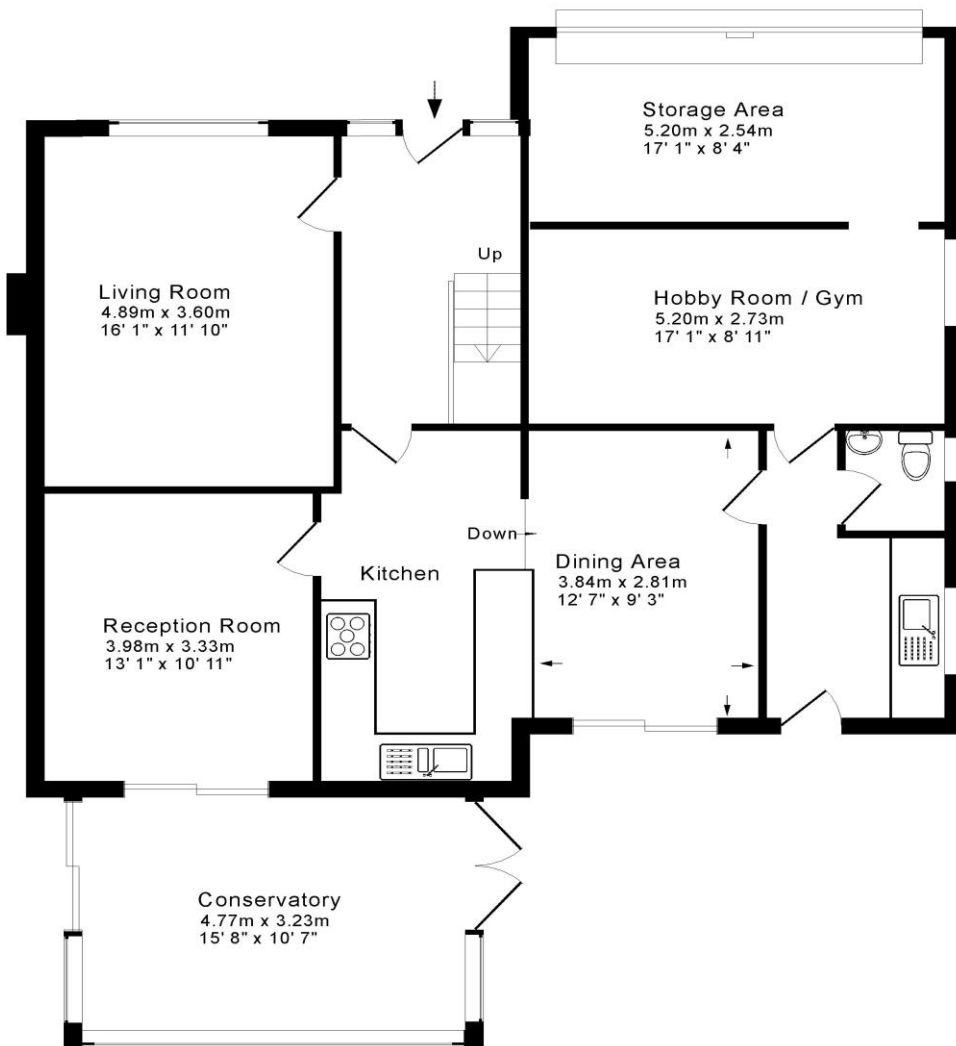 Storage Area
5.20m x 2.54m
17' 1" x 8' 4"
Up
Living Room
4.89m x 3.60m
16' 1" x 11' 10"
Hobby Room / Gym
5.20m x 2.73m
17' 1" x 8' 11"
Down
Kitchen
Dining Area
3.84m x 2.81m
12' 7" x 9' 3"
Reception Room
3.98m x 3.33m
13' 1" x 10' 11"
Conservatory
4.77m x 3.23m
15' 8" x 10' 7"